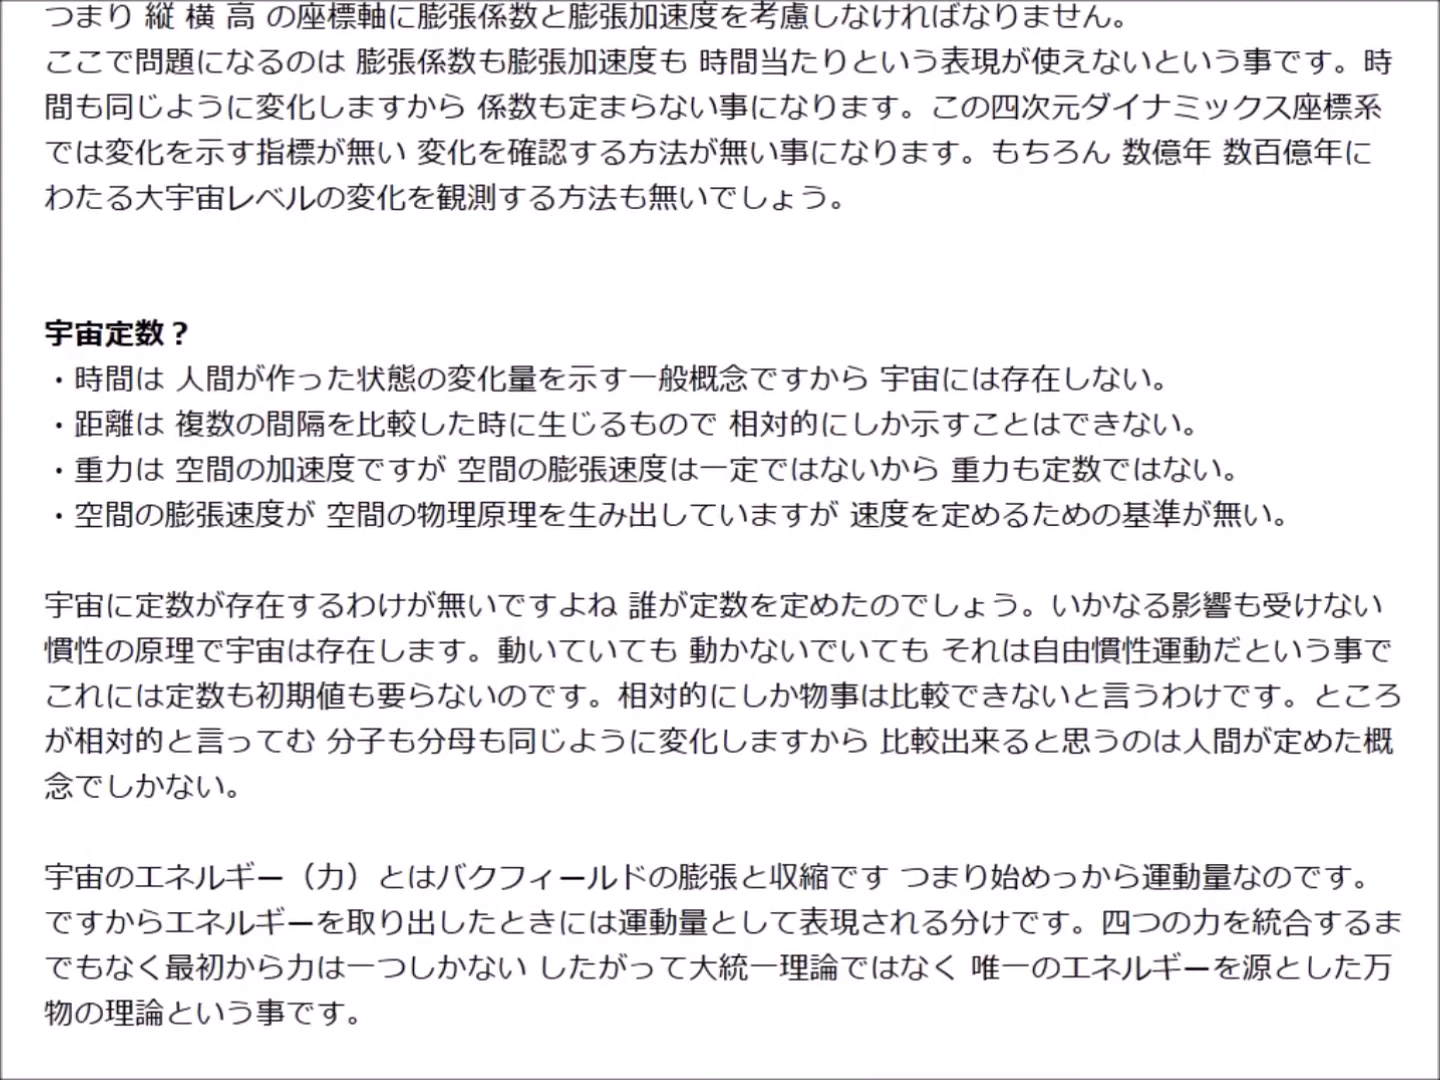 つまり 縦 横 高 の座標軸に膨張係数と膨張加速度を考慮しなければなりません。
ここで問題になるのは 膨張係数も膨張加速度も 時間当たりという表現が使えないという事です。時
間も同じように変化しますから 係数も定まらない事になります。この四次元ダイナミックス座標系
では変化を示す指標が無い 変化を確認する方法が無い事になります。もちろん 数億年 数百億年に
わたる大宇宙レベルの変化を観測する方法も無いでしょう。
宇宙定数？
・時間は 人間が作った状態の変化量を示す一般概念ですから 宇宙には存在しない。
・距離は 複数の間隔を比較した時に生じるもので 相対的にしか示すことはできない。
・重力は 空間の加速度ですが 空間の膨張速度は一定ではないから 重力も定数ではない。
・空間の膨張速度が 空間の物理原理を生み出していますが 速度を定めるための基準が無い。
宇宙に定数が存在するわけが無いですよね 誰が定数を定めたのでしょう。いかなる影響も受けない
慣性の原理で宇宙は存在します。動いていても 動かないでいても それは自由慣性運動だという事で
これには定数も初期値も要らないのです。相対的にしか物事は比較できないと言うわけです。ところ
が相対的と言ってむ 分子も分母も同じように変化しますから 比較出来ると思うのは人間が定めた概
念でしかない。
宇宙のエネルギー（力）とはバクフィールドの膨張と収縮です つまり始めっから運動量なのです。
ですからエネルギーを取り出したときには運動量として表現される分けです。四つの力を統合するま
でもなく最初から力は一つしかない したがって大統一理論ではなく 唯一のエネルギーを源とした万
物の理論という事です。